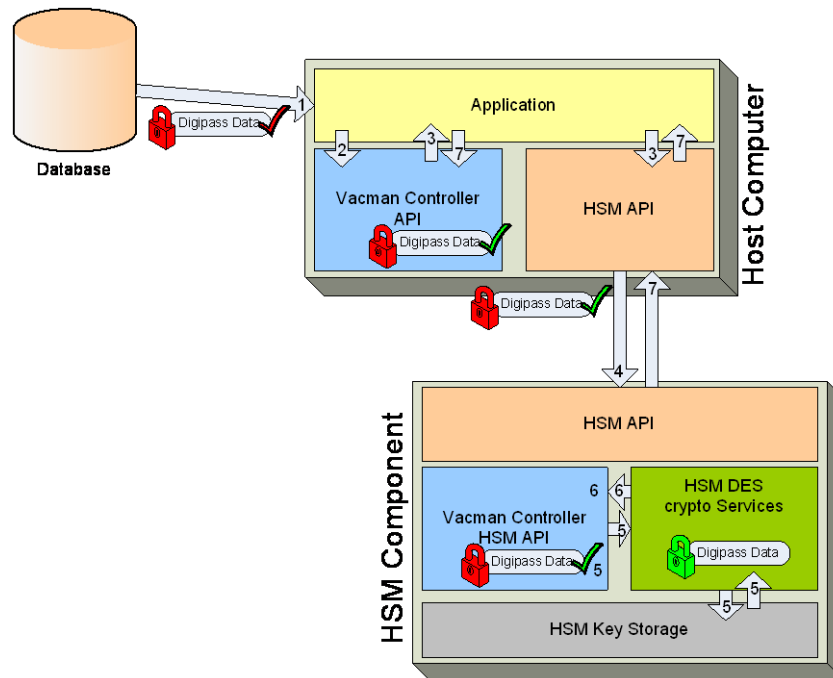 Database
1
Digipass Data
Application
2
3
7
3
7
Vacman Controller
API
Digipass Data
HSM API
Host Computer
Digipass Data
4
7
HSM Component
HSM API
Vacman Controller
HSM API
Digipass Data
6
6
5
5
HSM DES
crypto Services
Digipass Data
5
5
HSM Key Storage